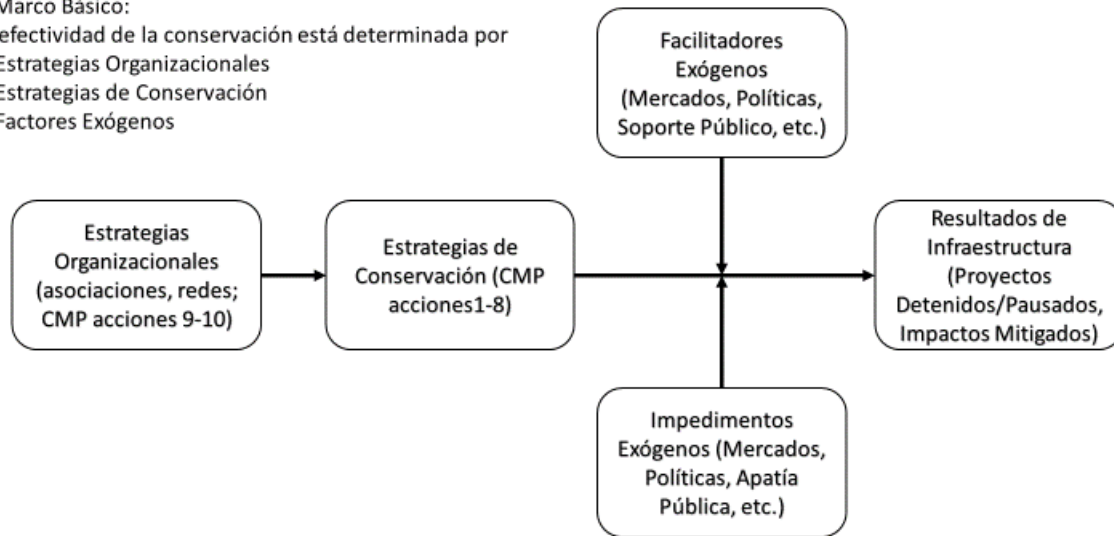 Marco Básico:
efectividad de la conservación está determinada por
Estrategias Organizacionales
Estrategias de Conservación
Factores Exógenos
Facilitadores
Exógenos
(Mercados, Políticas,
Soporte Público, etc.)
Estrategias
Organizacionales
(asociaciones, redes;
CMP acciones 9-10)
Estrategias de
Conservación (CMP
acciones1-8)
Resultados de
Infraestructura
(Proyectos
Detenidos/Pausados,
Impactos Mitigados)
Impedimentos
Exógenos (Mercados,
Políticas, Apatía
Pública, etc.)